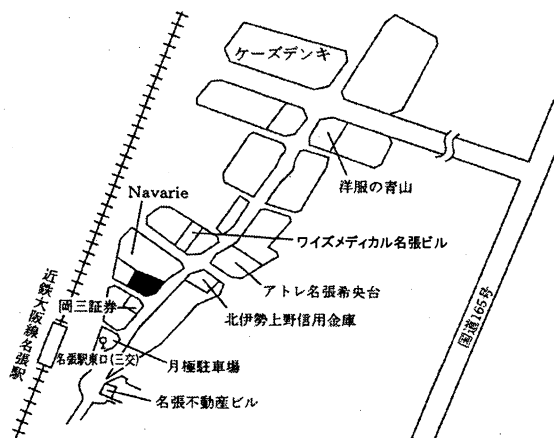 ケーズデンキ
洋服の青山
Navarie
ワイズメディカル名張ビル
アトレ名張希央台
北伊勢上野信用金庫
岡三証券
近鉄大阪線名張駅
名張駅東口(三交)
月極駐車場
名張不動産ビル
国道165号